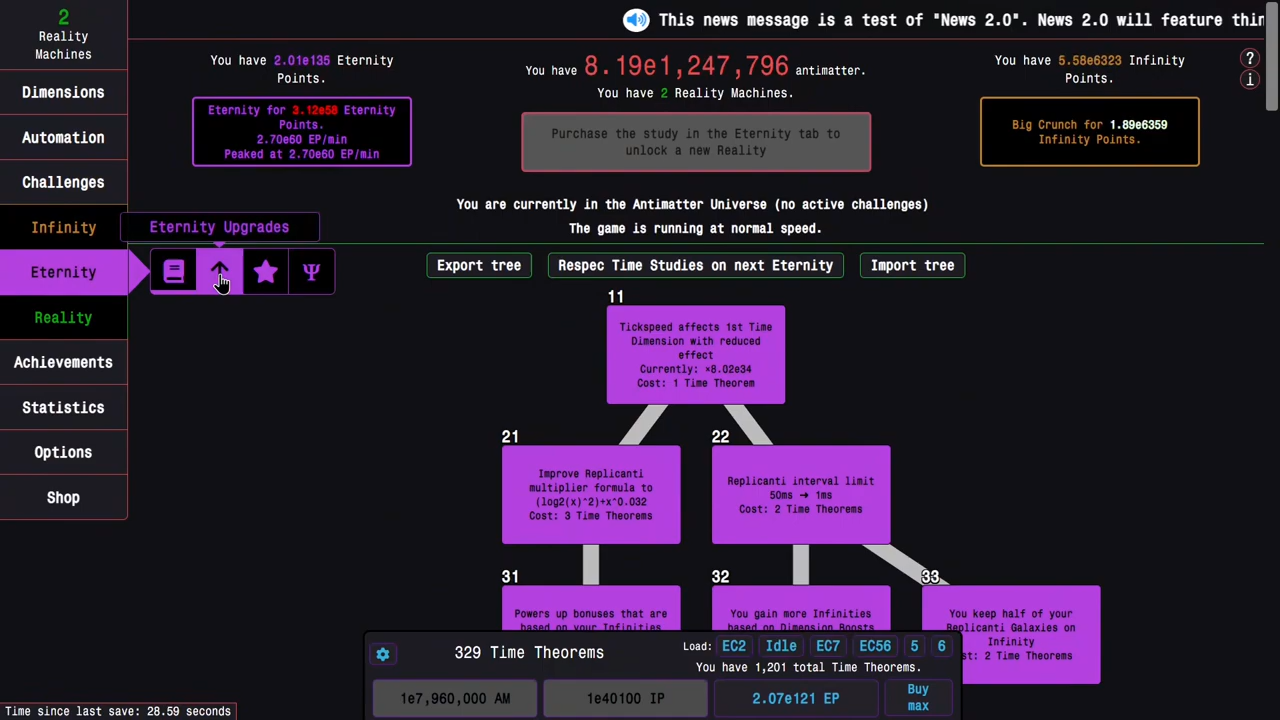 2
Reality
Machines
Dimensions
Automation
Challenges
Infinity
Eternity
Reality
Achievements
Statistics
Options
Shop
Time since last save: 28.59 seconds
This news message is a test of "News 2.0". News 2.0 will feature thin
You have 2.01e135 Eternity
Points.
Eternity for 3.12e58 Eternity
Points.
2.70e60 EP/min
Peaked at 2.70e60 EP/min
You have 8.19e1,247,796 antimatter.
You have 2 Reality Machines.
Purchase the study in the Eternity tab to
unlock a new Reality
You have 5.58e6323 Infinity
Points.
Big Crunch for 1.89e6359
Infinity Points.
?
i
You are currently in the Antimatter Universe (no active challenges)
The game is running at normal speed.
Eternity Upgrades
Ψ
Export tree
Respec Time Studies on next Eternity
Import tree
11
Tickspeed affects 1st Time
Dimension with reduced
effect
Currently: ×8.02e34
Cost: 1 Time Theorem
21
Improve Replicanti
multiplier formula to
(log2(x)^2)+x^0.032
Cost: 3 Time Theorems
22
Replicanti interval limit
50ms ➜ 1ms
Cost: 2 Time Theorems
31
Powers up bonuses that are
based on your Infinities
32
You gain more Infinities
based on Dimension Boosts
33
You keep half of your
Replicanti Galaxies on
Infinity
st: 2 Time Theorems
329 Time Theorems
Load: EC2 Idle EC7 EC56 5 6
You have 1,201 total Time Theorems.
1e7,960,000 AM
1e40100 IP
2.07e121 EP
Buy
max